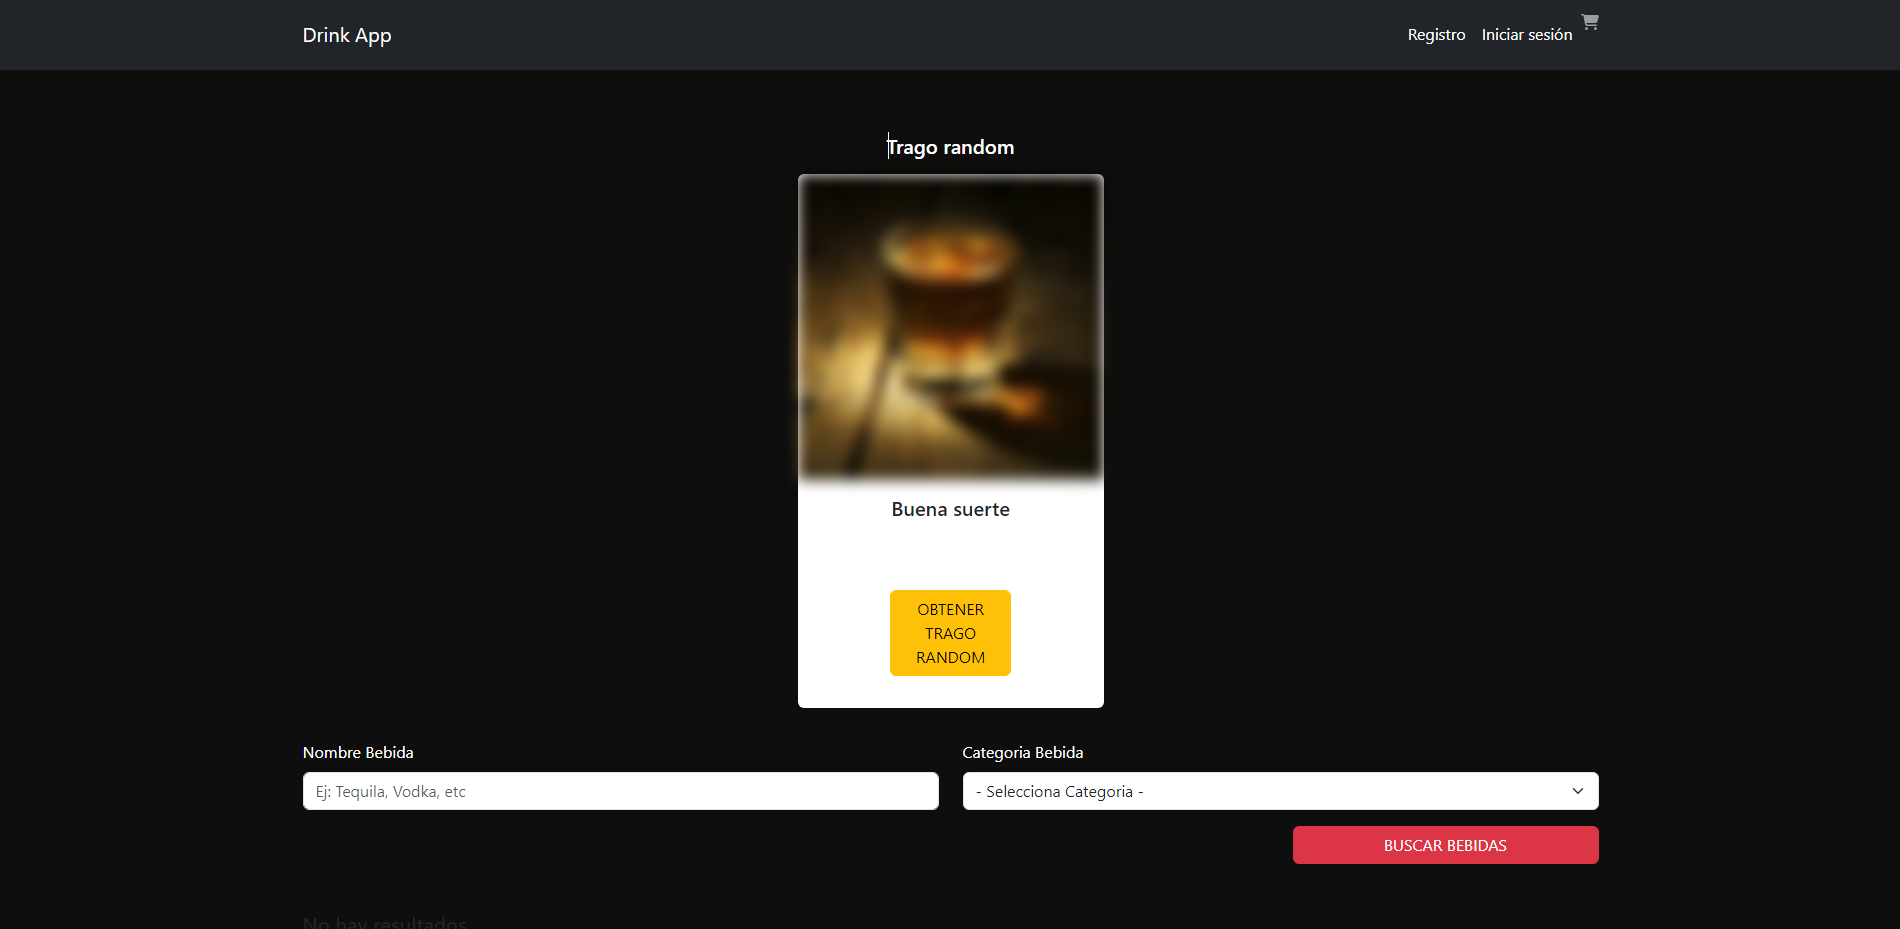 Drink App
Registro
Iniciar sesión
Trago random
Buena suerte
OBTENER
TRAGO
RANDOM
Nombre Bebida
Categoria Bebida
Ej: Tequila, Vodka, etc
- Selecciona Categoria -
BUSCAR BEBIDAS
No hay resultados